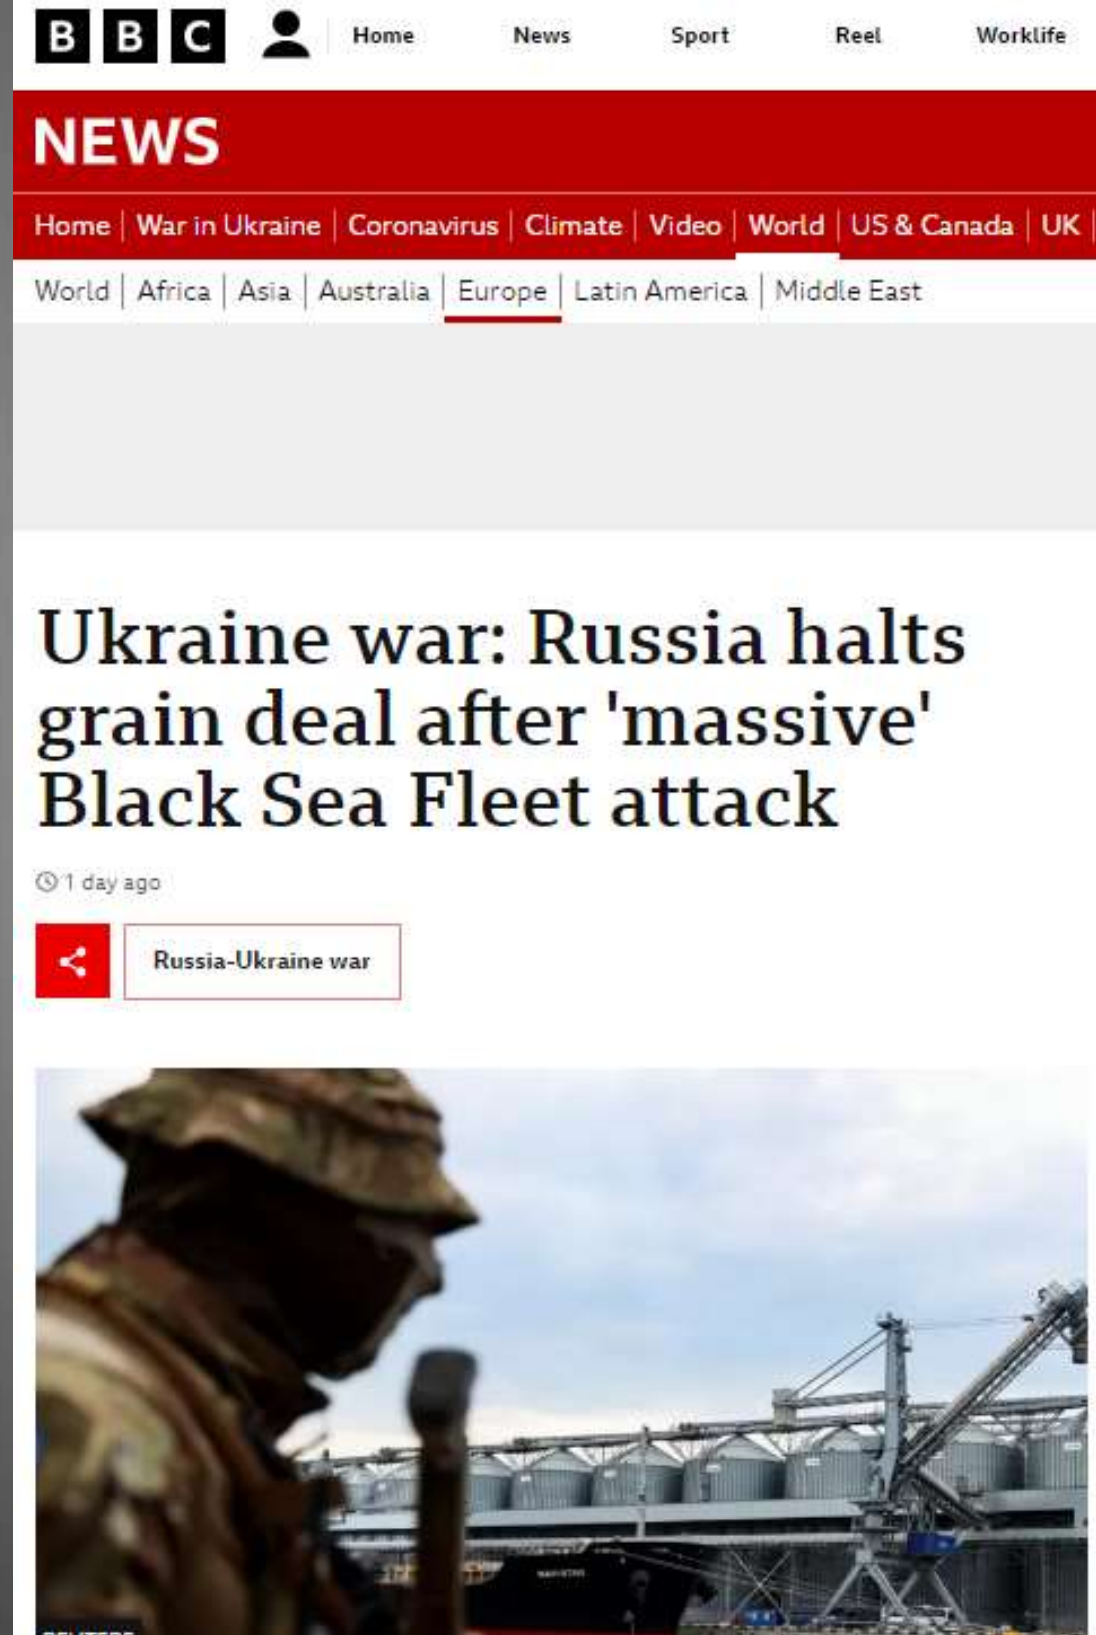 BBC Home News Sport Reel Worklife
NEWS
Home War in Ukraine Coronavirus Climate Video World US & Canada UK
World Africa Asia Australia Europe Latin America Middle East
Ukraine war: Russia halts
grain deal after 'massive'
Black Sea Fleet attack
1 day ago
Russia-Ukraine war